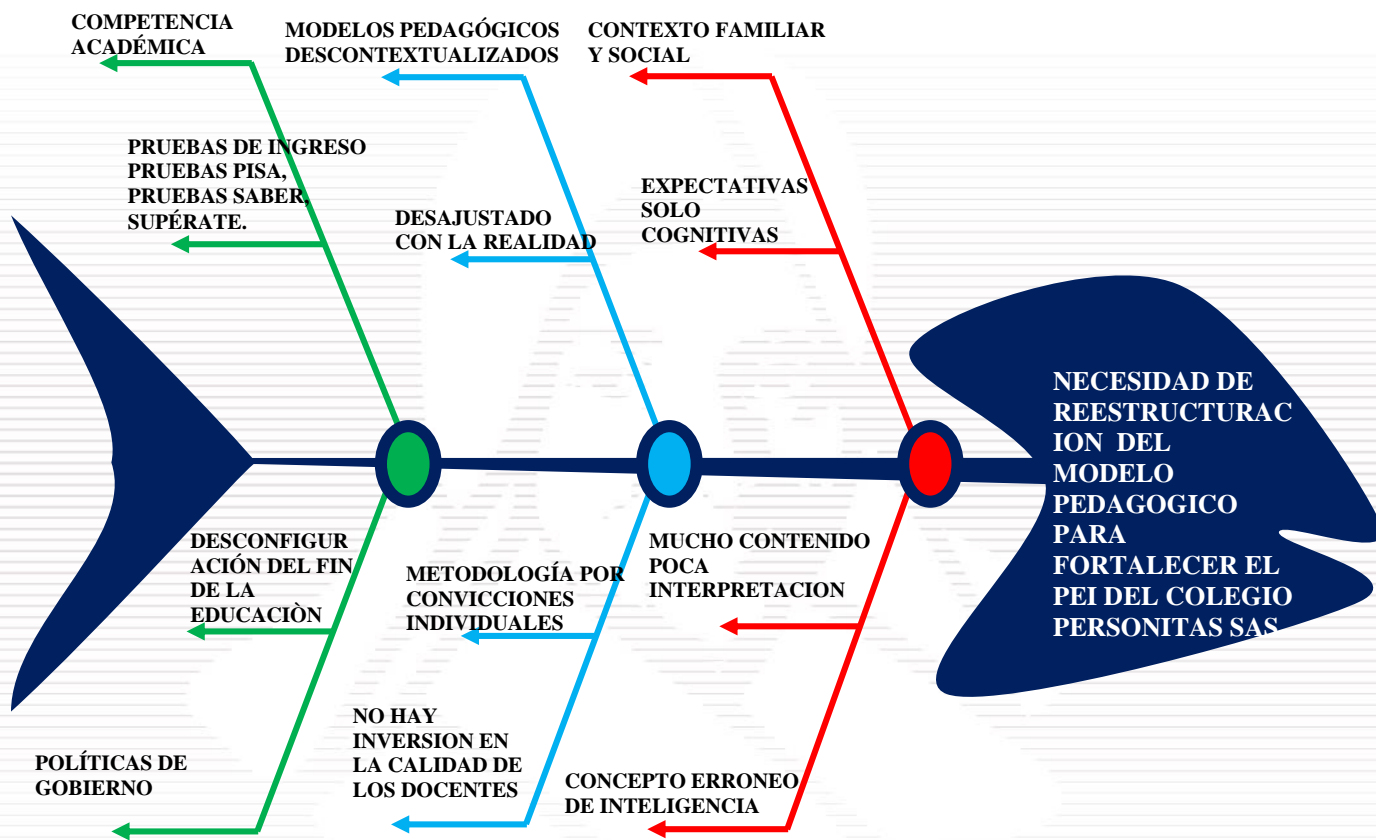 COMPETENCIA
ACADÉMICA
MODELOS PEDAGÓGICOS
DESCONTEXTUALIZADOS
CONTEXTO FAMILIAR
Y SOCIAL
PRUEBAS DE INGRESO
PRUEBAS PISA,
PRUEBAS SABER,
SUPÉRATE.
DESAJUSTADO
CON LA REALIDAD
EXPECTATIVAS
SOLO
COGNITIVAS
NECESIDAD DE
REESTRUCTURAC
ION DEL
MODELO
PEDAGOGICO
PARA
FORTALECER EL
PEI DEL COLEGIO
PERSONITAS SAS
DESCONFIGUR
ACIÓN DEL FIN
DE LA
EDUCACIÒN
METODOLOGÍA POR
CONVICCIONES
INDIVIDUALES
MUCHO CONTENIDO
POCA
INTERPRETACION
POLÍTICAS DE
GOBIERNO
NO HAY
INVERSION EN
LA CALIDAD DE
LOS DOCENTES
CONCEPTO ERRONEO
DE INTELIGENCIA